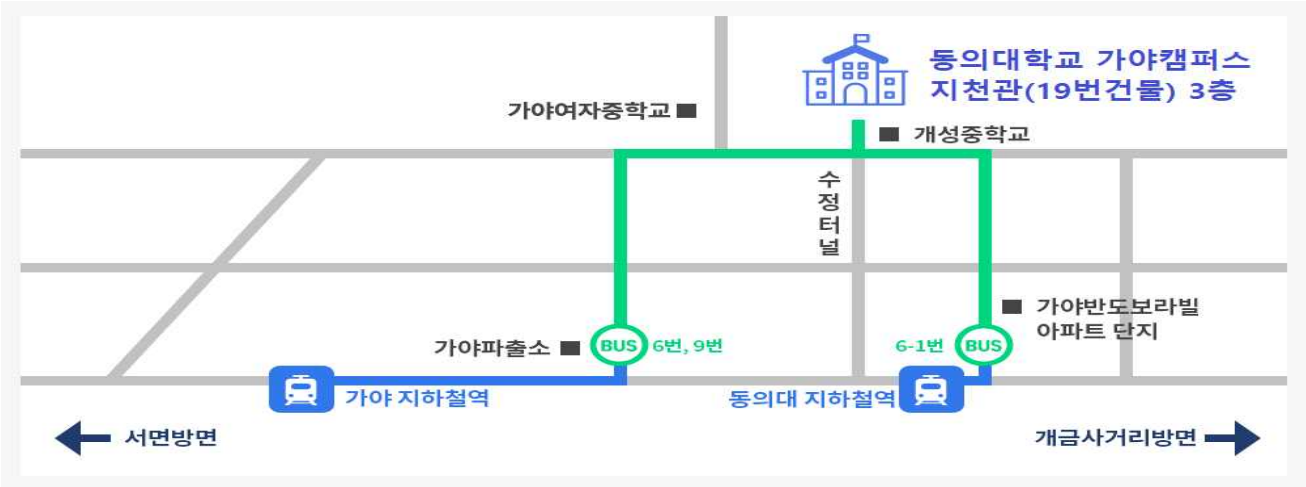 동의대학교 가야캠퍼스
지천관(19번건물) 3층
가야여자중학교
개성중학교
수정터널
가야반도보라빌
아파트 단지
가야파출소
BUS 6번, 9번
6-1번 BUS
가야 지하철역
동의대 지하철역
서면방면
개금사거리방면